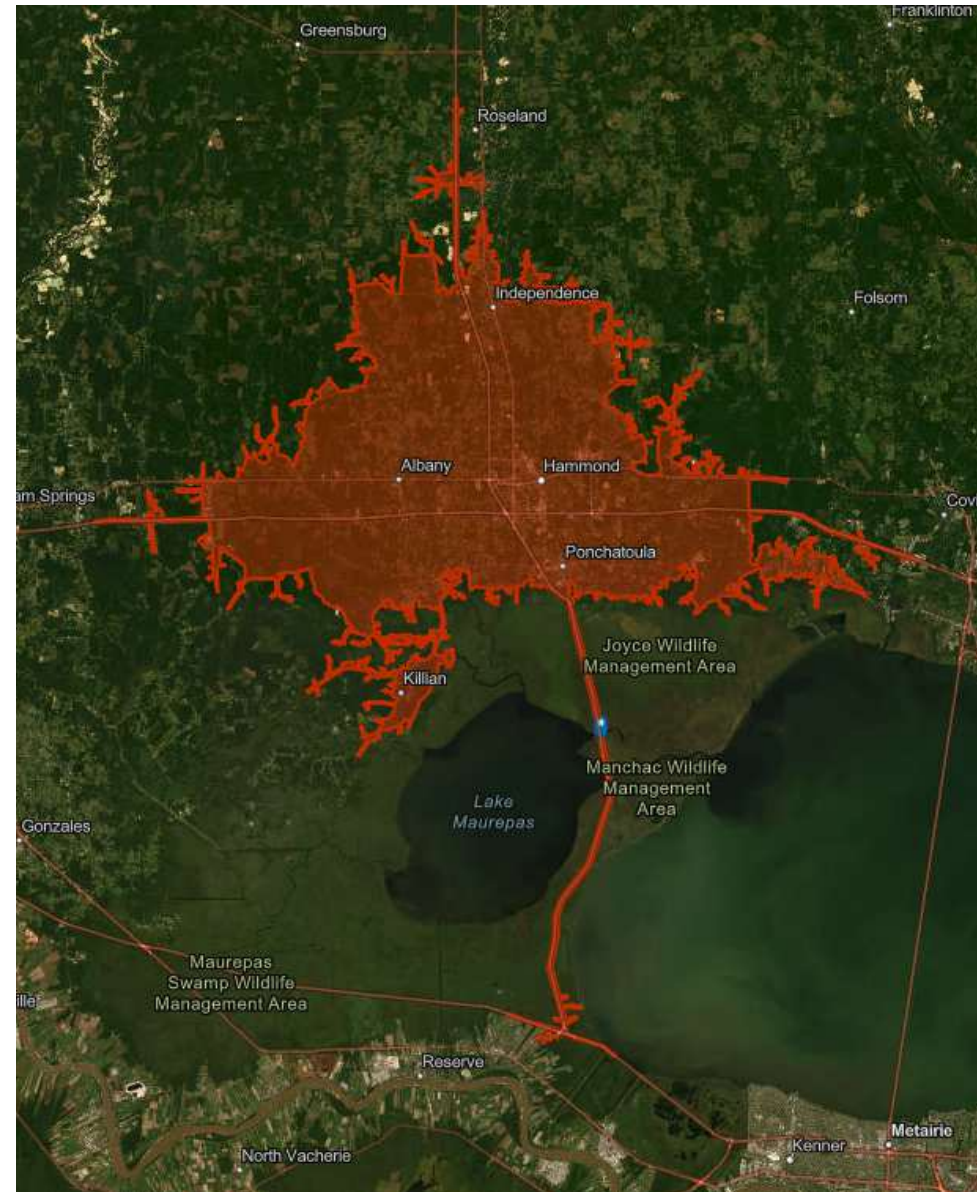 Franklinton
Greensburg
Roseland
Independence
Folsom
Albany
Hammond
am Springs
Cov
Ponchatoula
Joyce Wildlife
Management Area
Killian
Manchac Wildlife
Management
Area
Lake
Maurepas
Gonzales
Maurepas
Swamp Wildlife
Management Area
Reserve
Metairie
Kenner
North Vacherie